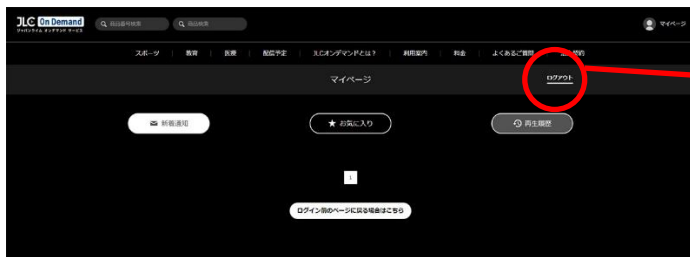 JLC On Demand
ジャパンライム オンデマンド サービス
商品番号検索
商品検索
マイページ
スポーツ
教育
医療
配信予定
JLCオンデマンドとは？
利用案内
料金
よくあるご質問
マイページ
ログアウト
新着通知
★ お気に入り
再生履歴
1
ログイン前のページに戻る場合はこちら